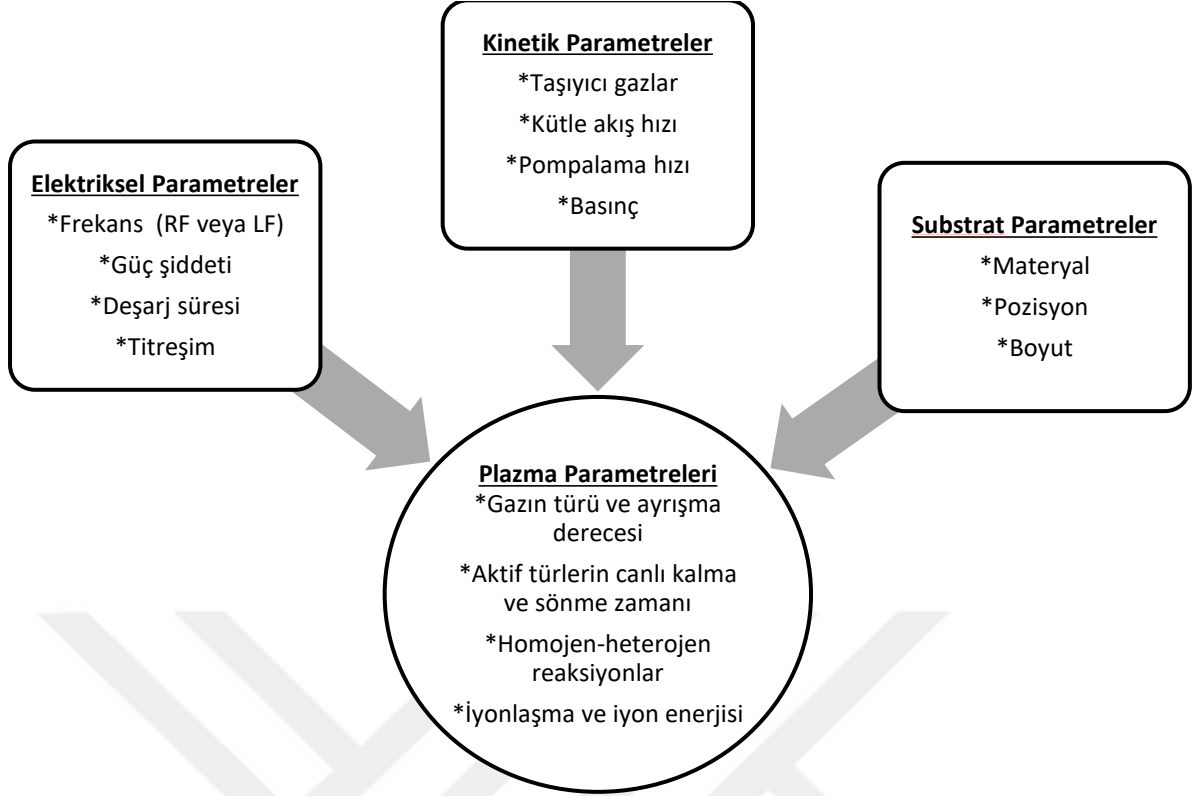 Kinetik Parametreler
*Taşıyıcı gazlar
*Kütle akış hızı
*Pompalama hızı
*Basınç
Elektriksel Parametreler
*Frekans  (RF veya LF)
*Güç şiddeti
*Deşarj süresi
*Titreşim
Substrat Parametreler
*Materyal
*Pozisyon
*Boyut
Plazma Parametreleri
*Gazın türü ve ayrışma
derecesi
*Aktif türlerin canlı kalma
ve sönme zamanı
*Homojen-heterojen
reaksiyonlar
*İyonlaşma ve iyon enerjisi